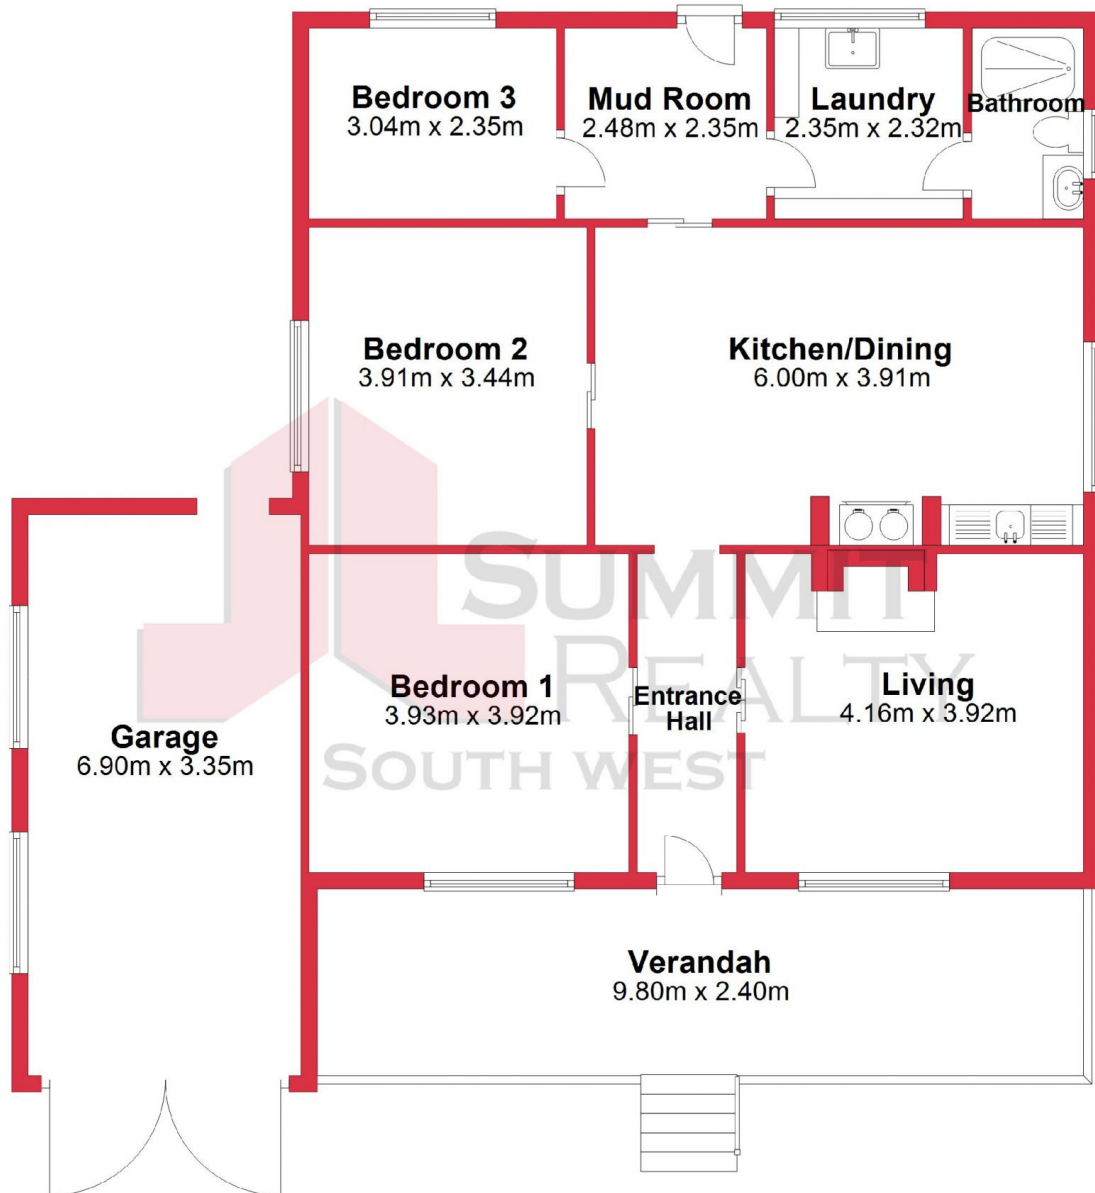 Bedroom 3
3.04m x 2.35m
Mud Room
2.48m x 2.35m
Laundry
2.35m x 2.32m
Bathroom
Bedroom 2
3.91m x 3.44m
Kitchen/Dining
6.00m x 3.91m
Bedroom 1
3.93m x 3.92m
Entrance
Hall
Living
4.16m x 3.92m
Garage
6.90m x 3.35m
SUMMIT
REALTY
SOUTH WEST
Verandah
9.80m x 2.40m